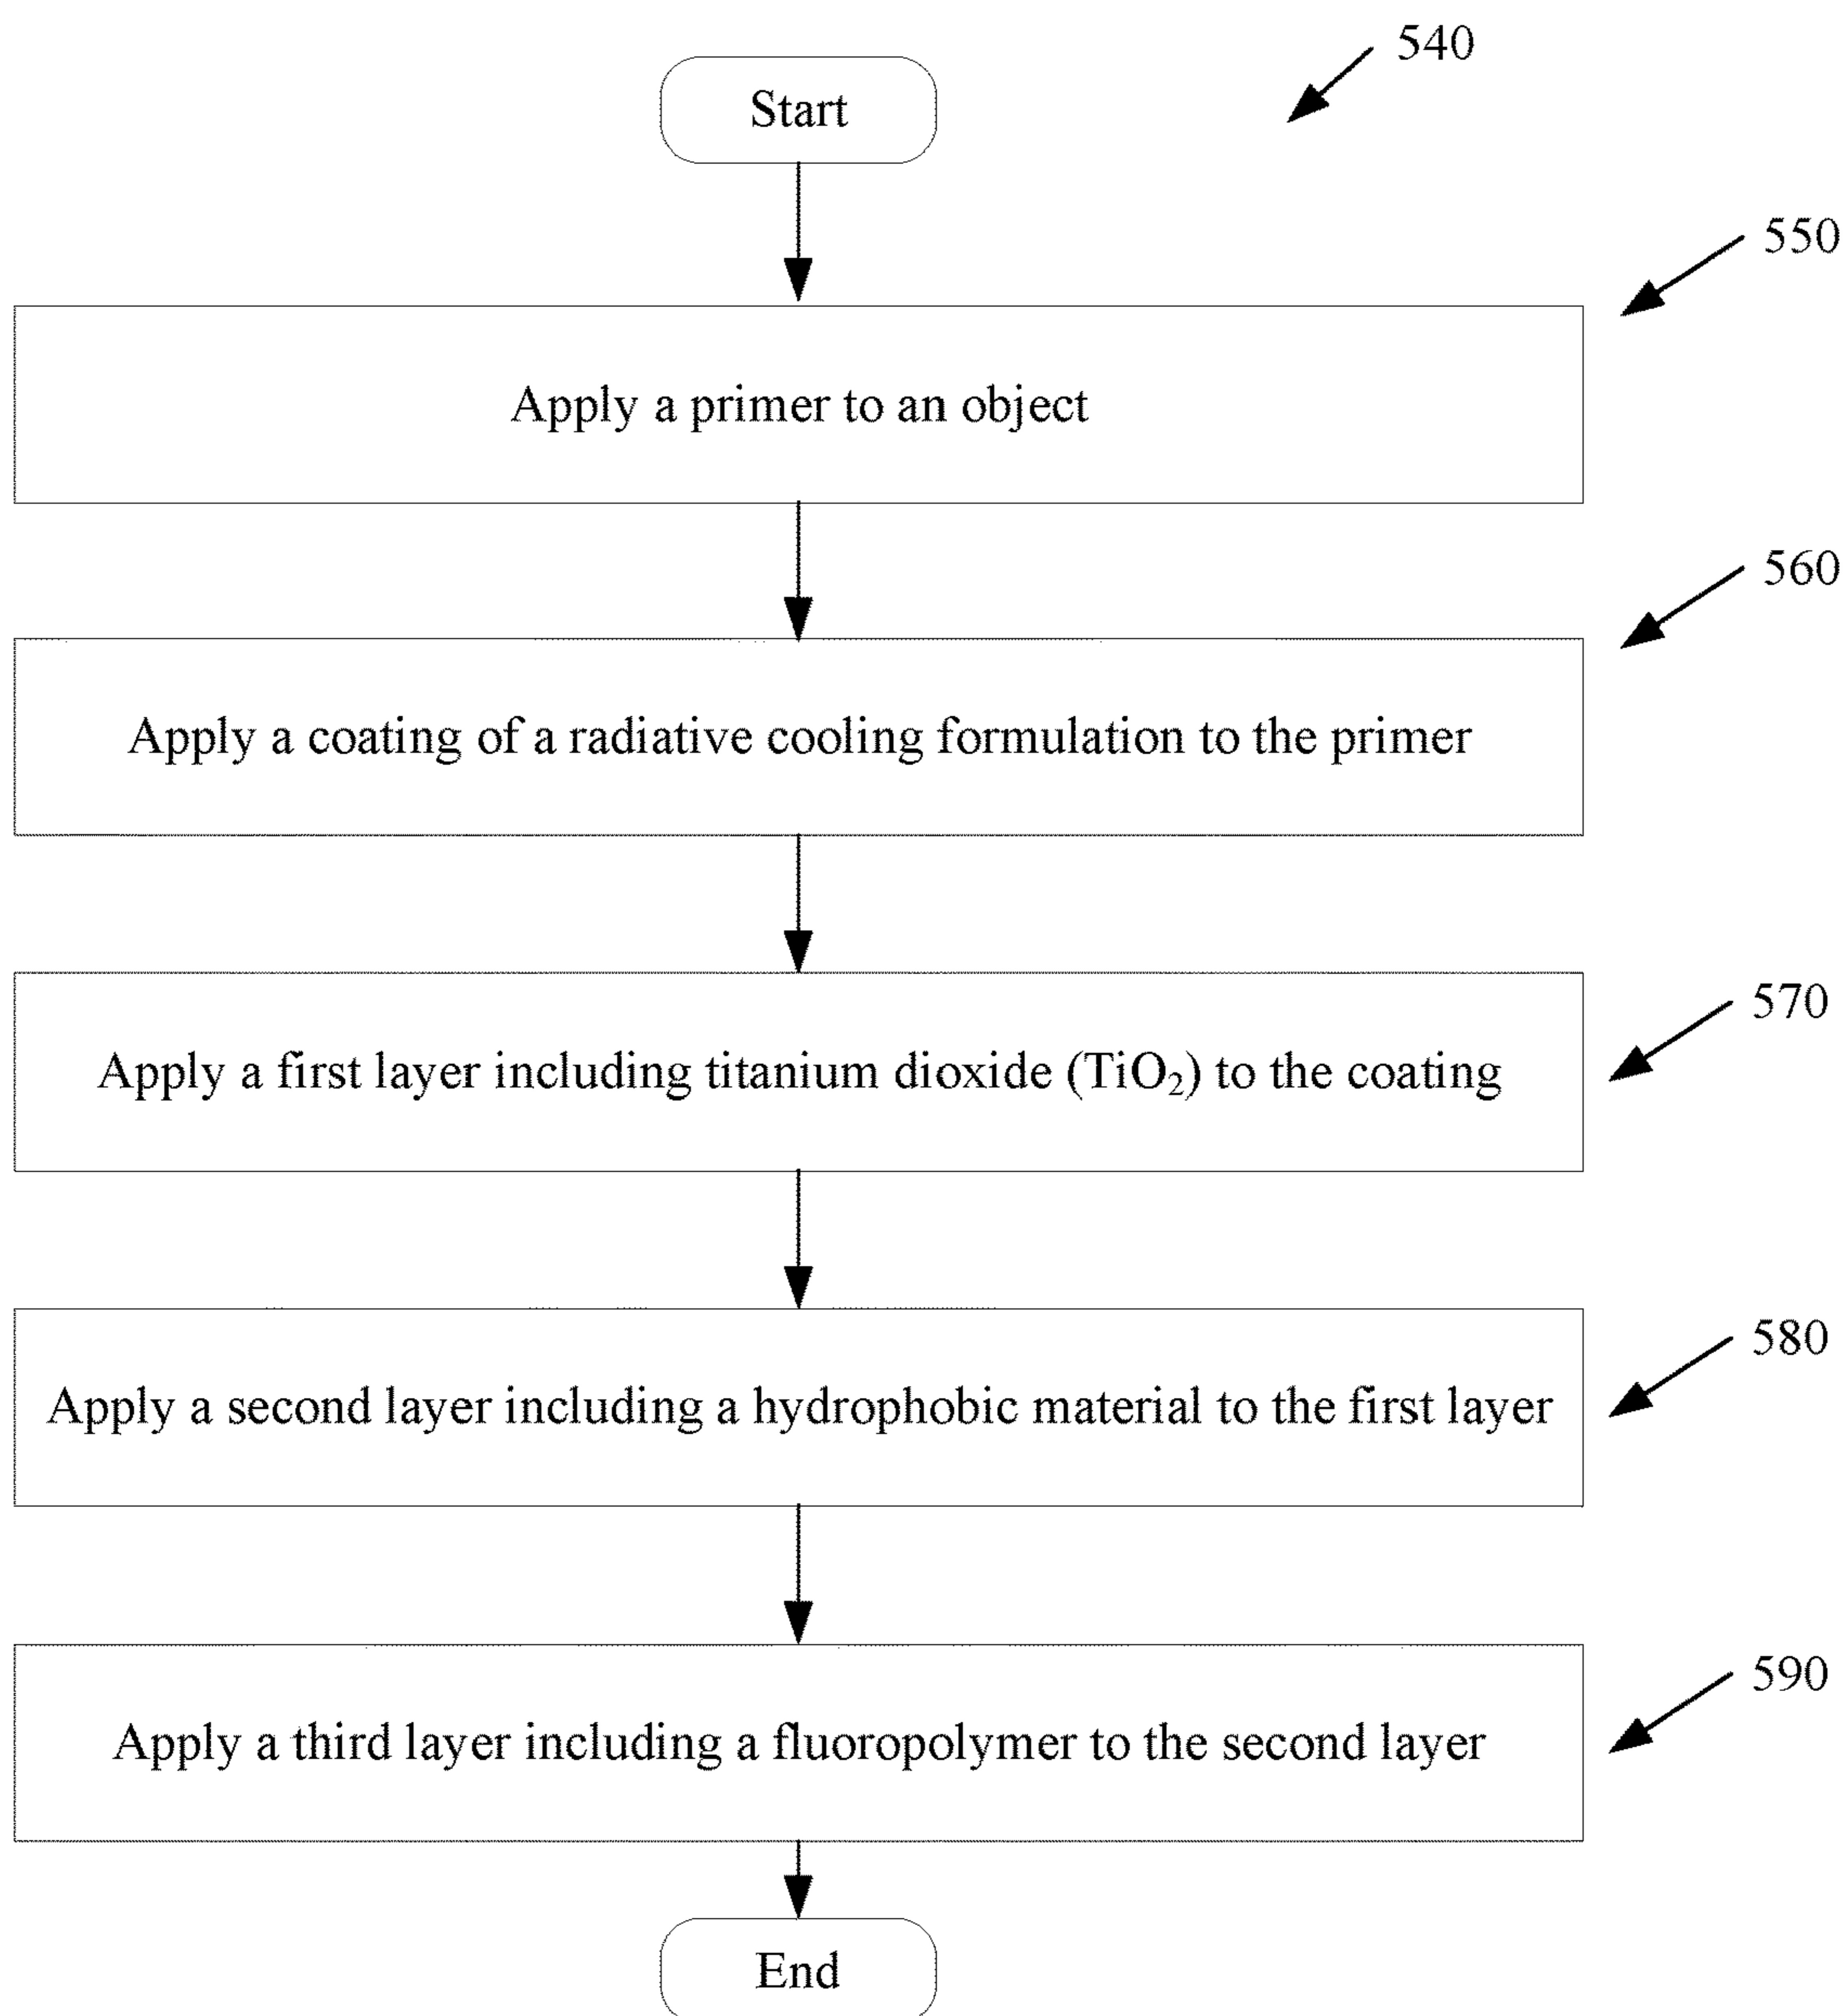 540
Start
550
Apply a primer to an object
560
Apply a coating of a radiative cooling formulation to the primer
570
Apply a first layer including titanium dioxide (TiO₂) to the coating
580
Apply a second layer including a hydrophobic material to the first layer
590
Apply a third layer including a fluoropolymer to the second layer
End